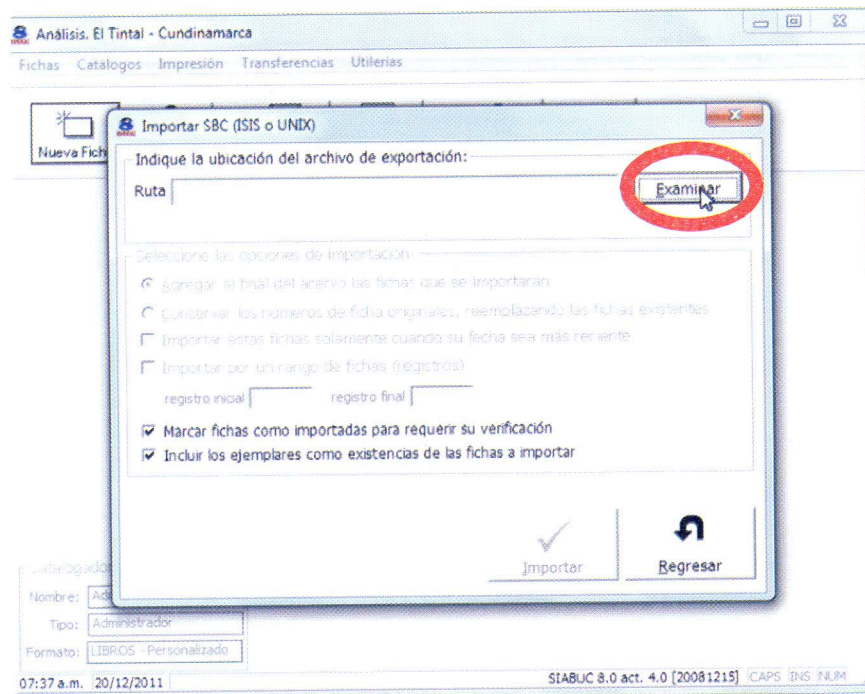 Análisis. El Tintal - Cundinamarca
Fichas Catálogos Impresión Transferencias Utilerias
Nueva Fich
Importar SBC (ISIS o UNIX)
Indique la ubicación del archivo de exportación:
Ruta
Examinar
Seleccione las opciones de importación
Agregar al final del acervo las fichas que se importarán
Conservar los números de ficha originales, reemplazando las fichas existentes
Importar estas fichas solamente cuando su fecha sea más reciente
Importar por un rango de fichas (registros)
registro inicial registro final
Marcar fichas como importadas para requerir su verificación
Incluir los ejemplares como existencias de las fichas a importar
Importar
Regresar
Catalogador
Nombre: Ad
Tipo: Administrador
Formato: LIBROS - Personalizado
07:37 a.m. 20/12/2011 SIABUC 8.0 act. 4.0 [20081215] CAPS INS NUM